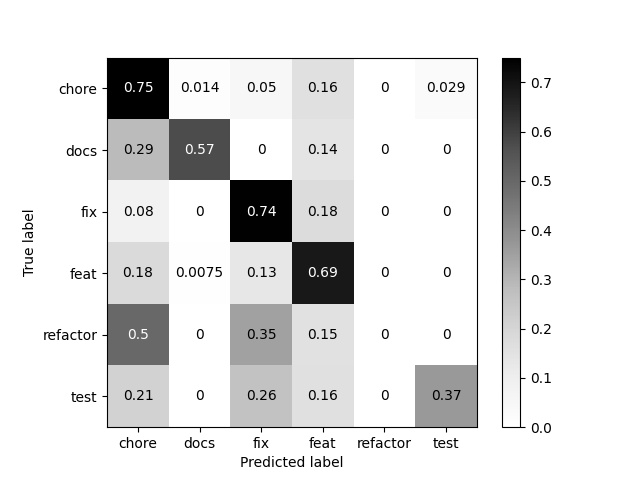 chore 0.75 0.014 0.05 0.16 0 0.029
docs 0.29 0.57 0 0.14 0 0
fix 0.08 0 0.74 0.18 0 0
feat 0.18 0.0075 0.13 0.69 0 0
refactor 0.5 0 0.35 0.15 0 0
test 0.21 0 0.26 0.16 0 0.37
chore docs fix feat refactor test
Predicted label
True label
0.7
0.6
0.5
0.4
0.3
0.2
0.1
0.0